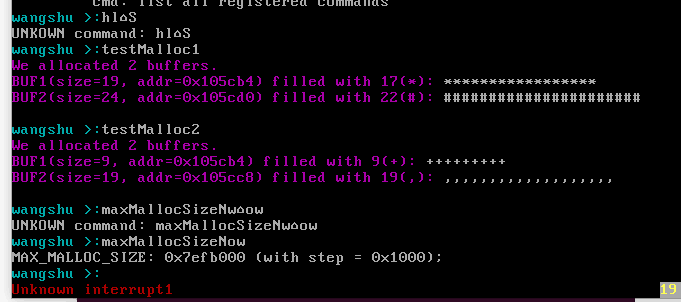 cmd: list all registered commands
wangshu >:hl⌂S
UNKOWN command: hl⌂S
wangshu >:testMalloc1
We allocated 2 buffers.
BUF1(size=19, addr=0x105cb4) filled with 17(*): *****************
BUF2(size=24, addr=0x105cd0) filled with 22(#): ######################
wangshu >:testMalloc2
We allocated 2 buffers.
BUF1(size=9, addr=0x105cb4) filled with 9(+): +++++++++
BUF2(size=19, addr=0x105cc8) filled with 19(,): ,,,,,,,,,,,,,,,,,,,
wangshu >:maxMallocSizeNw⌂ow
UNKOWN command: maxMallocSizeNw⌂ow
wangshu >:maxMallocSizeNow
MAX_MALLOC_SIZE: 0x7efb000 (with step = 0x1000);
wangshu >:
Unknown interrupt1
19